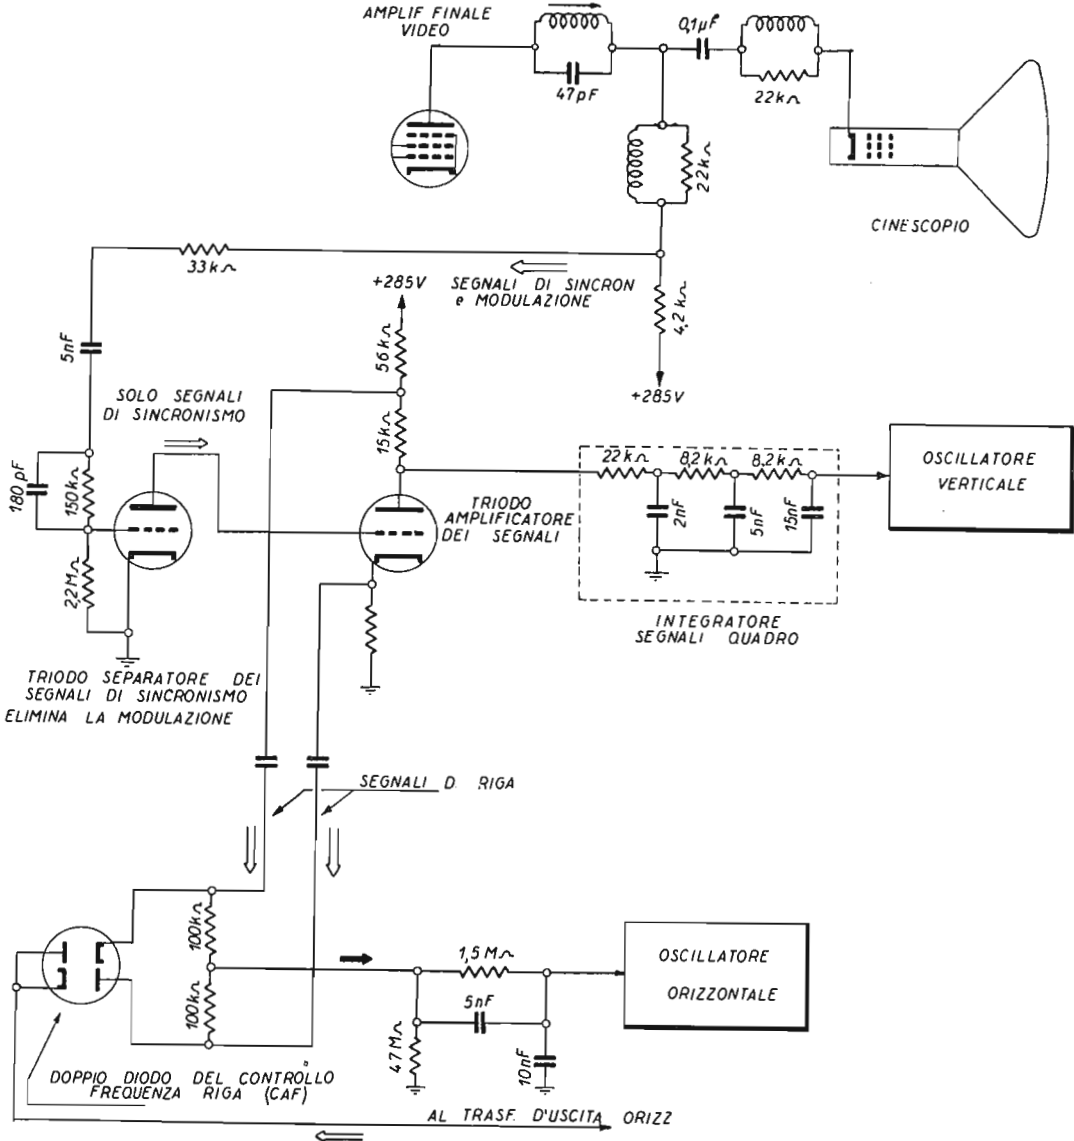 AMPLIF FINALE
VIDEO
47pF
0,1µF
22kΩ
22kΩ
CINESCOPIO
33kΩ
SEGNALI DI SINCRON
e MODULAZIONE
4,2kΩ
+285V
+285V
56kΩ
15kΩ
5nF
SOLO SEGNALI
DI SINCRONISMO
180pF
150kΩ
2,2MΩ
TRIODO
AMPLIFICATORE
DEI SEGNALI
22kΩ
8,2kΩ
8,2kΩ
2nF
5nF
15nF
OSCILLATORE
VERTICALE
INTEGRATORE
SEGNALI QUADRO
TRIODO SEPARATORE DEI
SEGNALI DI SINCRONISMO
ELIMINA LA MODULAZIONE
SEGNALI D RIGA
100kΩ
100kΩ
1,5MΩ
5nF
47MΩ
10nF
OSCILLATORE
ORIZZONTALE
DOPPIO DIODO DEL CONTROLLO
FREQUENZA RIGA (CAF)
AL TRASF. D'USCITA ORIZZ